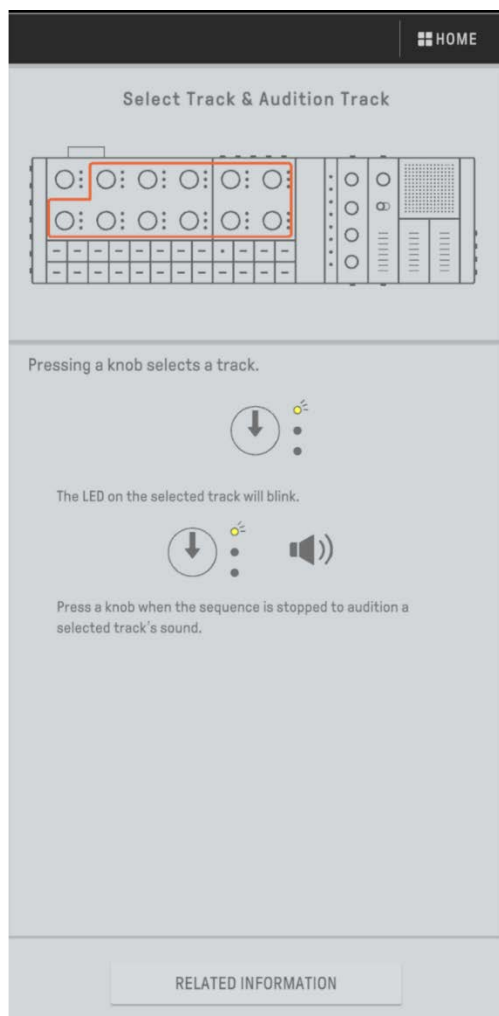 HOME
Select Track & Audition Track
Pressing a knob selects a track.
The LED on the selected track will blink.
Press a knob when the sequence is stopped to audition a
selected track's sound.
RELATED INFORMATION